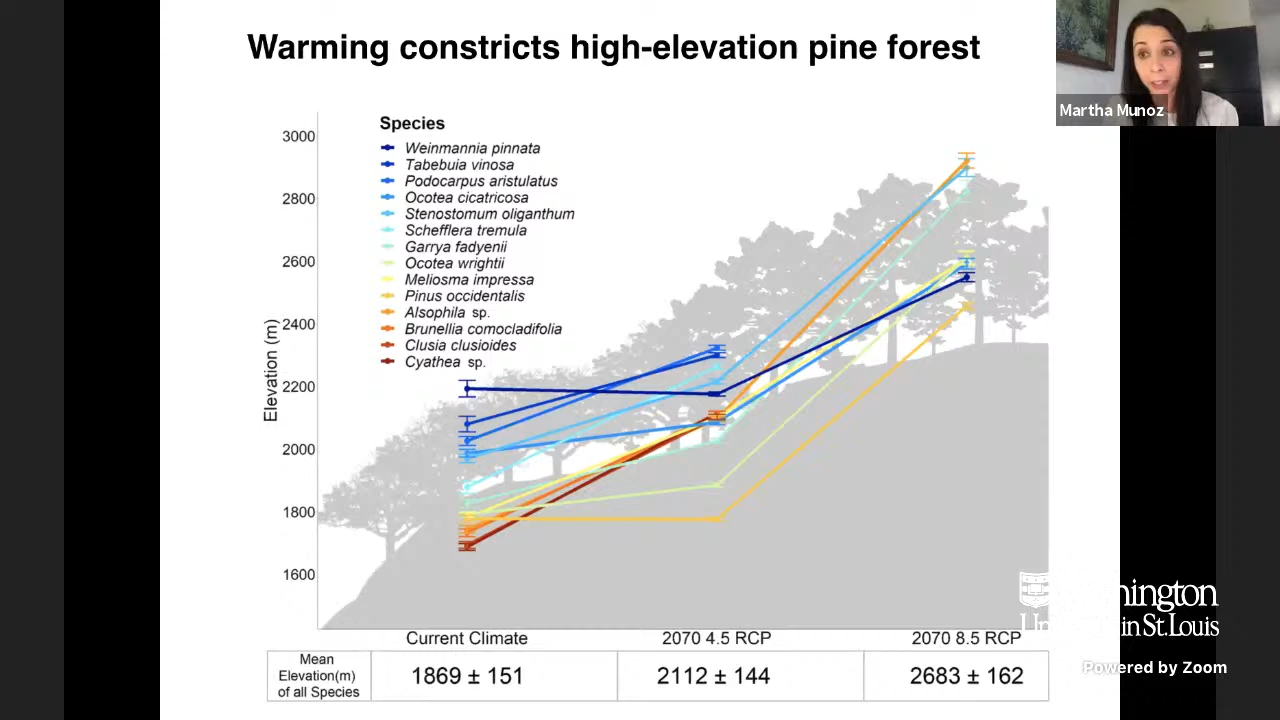 Warming constricts high-elevation pine forest
Martha Munoz
Species
Weinmannia pinnata
Tabebuia vinosa
Podocarpus aristulatus
Ocotea cicatricosa
Stenostomum oliganthum
Schefflera tremula
Garrya fadyenii
Ocotea wrightii
Meliosma impressa
Pinus occidentalis
Alsophila sp.
Brunellia comocladifolia
Clusia clusioides
Cyathea sp.
Elevation (m)
3000
2800
2600
2400
2200
2000
1800
1600
Current Climate 2070 4.5 RCP 2070 8.5 RCP
Mean
Elevation(m)
of all Species
1869 ± 151 2112 ± 144 2683 ± 162
in St. Louis
Powered by Zoom